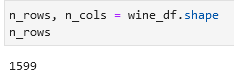 n_rows, n_cols = wine_df.shape
n_rows
1599